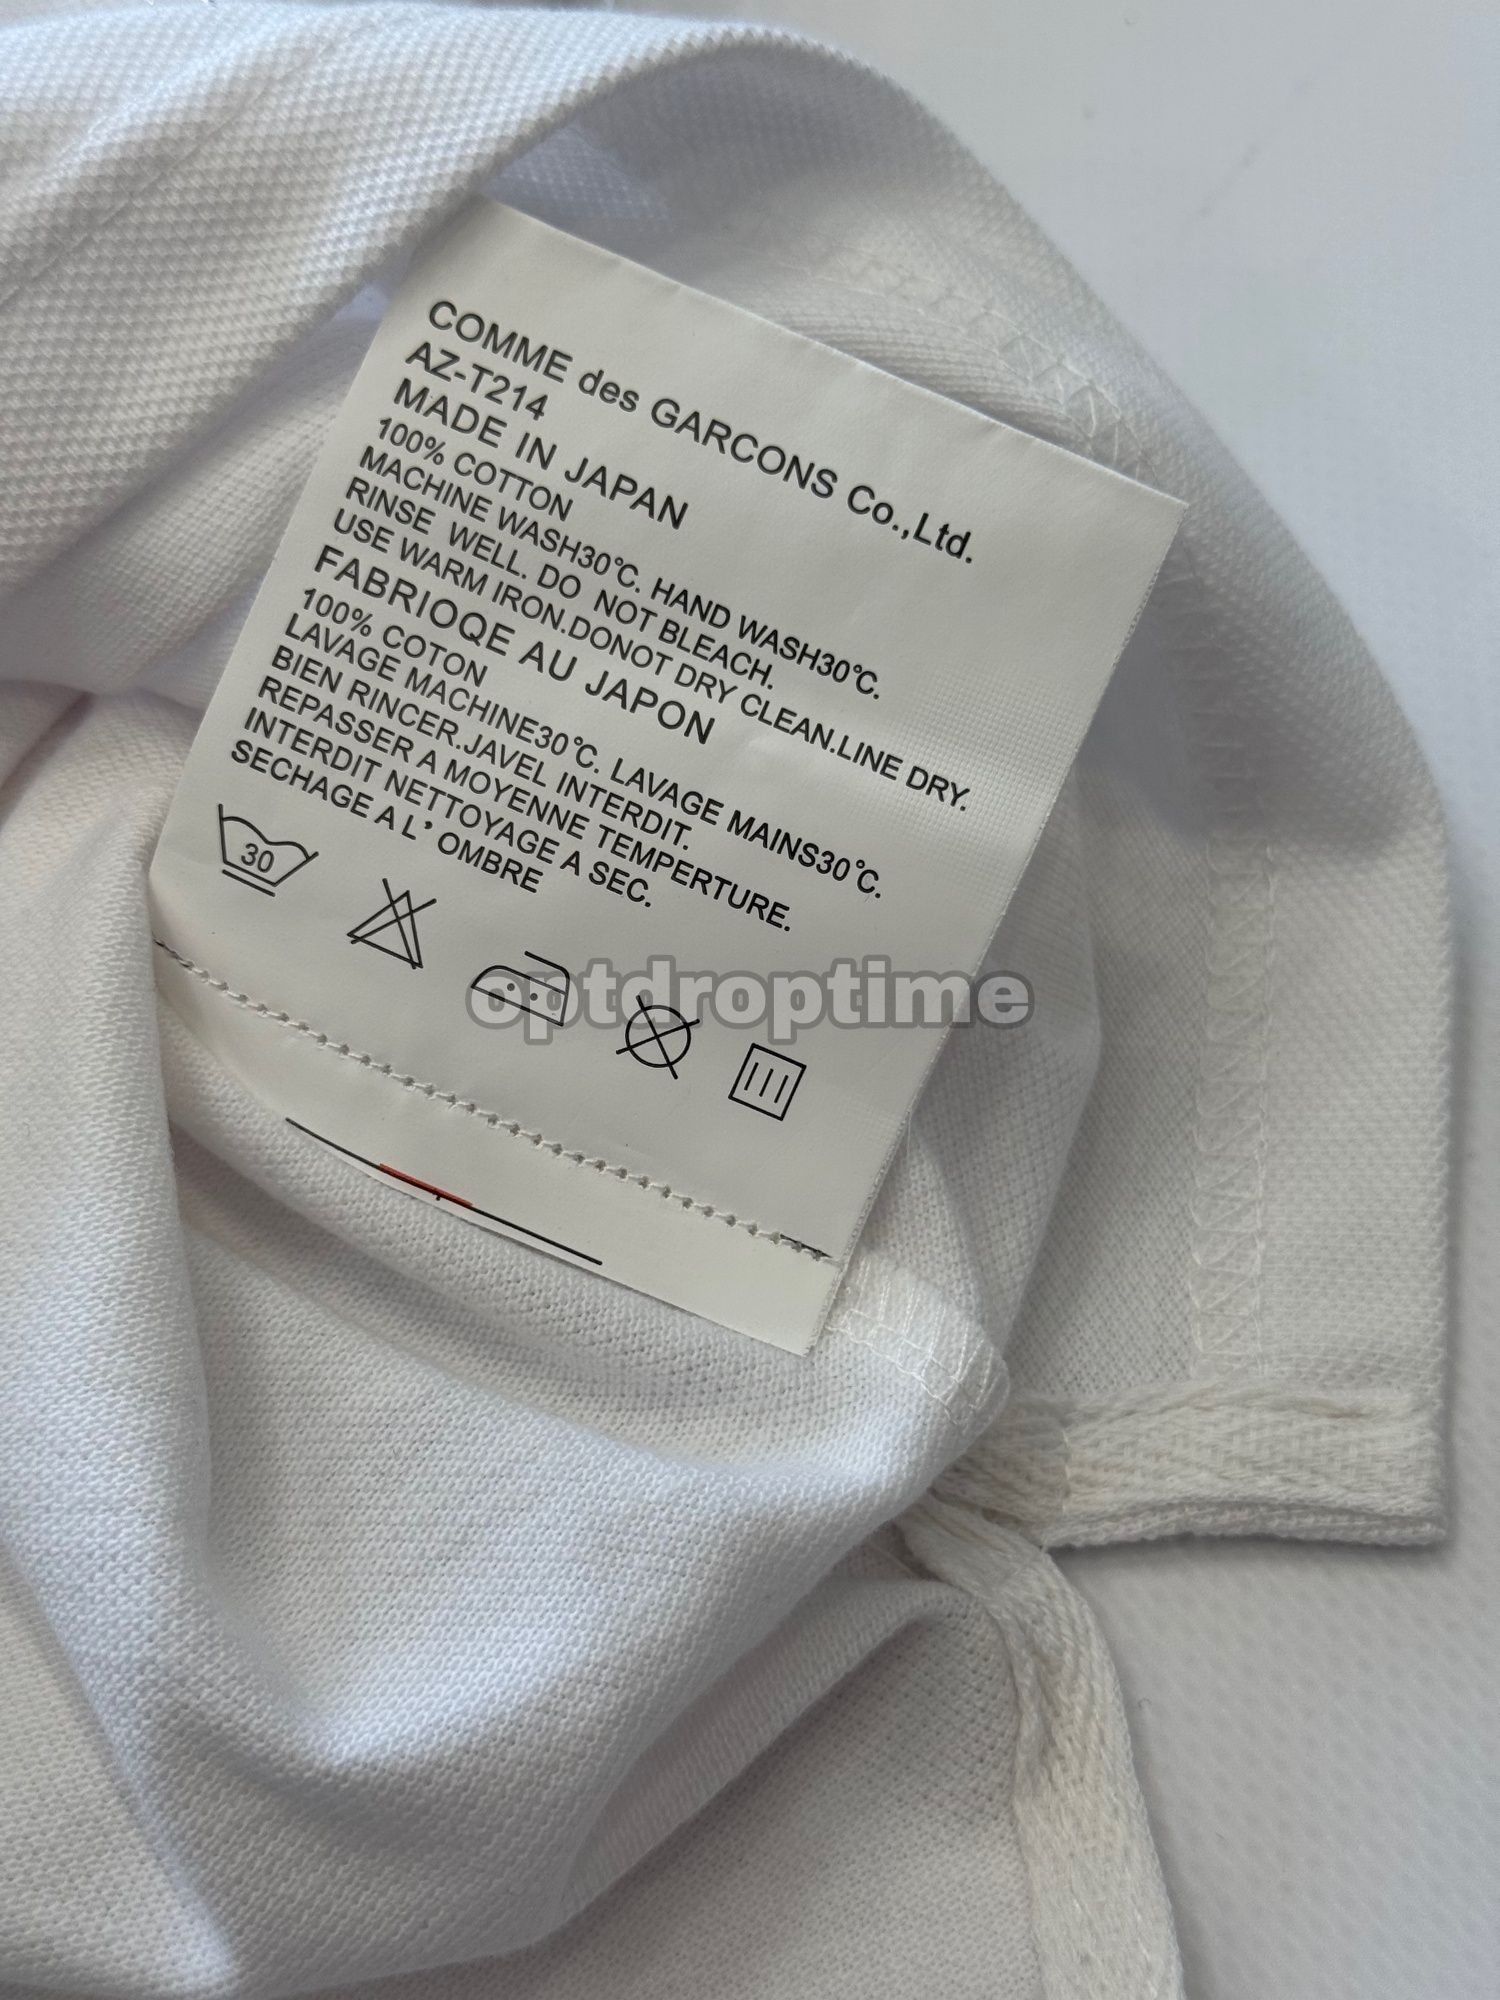 COMME des GARCONS Co.,Ltd.
AZ-T214
MADE IN JAPAN
100% COTTON
MACHINE WASH30℃. HAND WASH30℃.
RINSE WELL. DO NOT BLEACH.
USE WARM IRON.DONOT DRY CLEAN.LINE DRY.
FABRIOQE AU JAPON
100% COTON
LAVAGE MACHINE30℃. LAVAGE MAINS30℃.
BIEN RINCER.JAVEL INTERDIT.
REPASSER A MOYENNE TEMPERTURE.
INTERDIT NETTOYAGE A SEC.
SECHAGE A L’ OMBRE
30
optdroptime